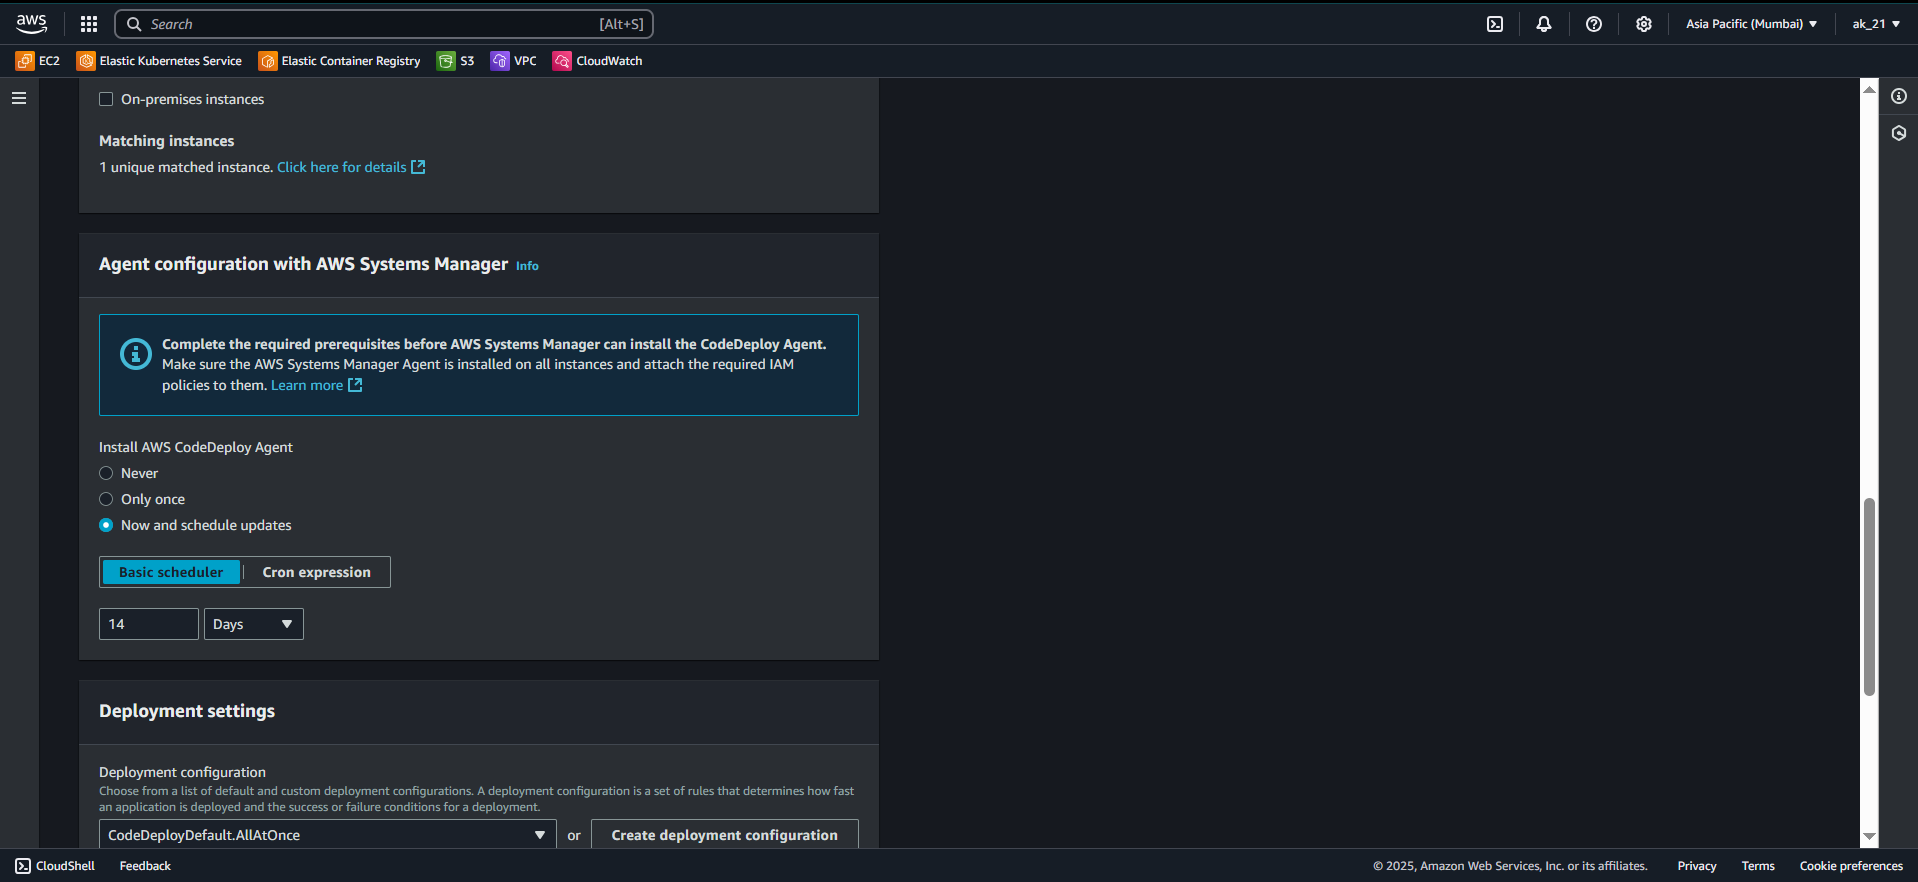 aws
Search [Alt+S]
Asia Pacific (Mumbai) ak_21
EC2 Elastic Kubernetes Service Elastic Container Registry S3 VPC CloudWatch
On-premises instances
Matching instances
1 unique matched instance. Click here for details
Agent configuration with AWS Systems Manager Info
Complete the required prerequisites before AWS Systems Manager can install the CodeDeploy Agent.
Make sure the AWS Systems Manager Agent is installed on all instances and attach the required IAM
policies to them. Learn more
Install AWS CodeDeploy Agent
Never
Only once
Now and schedule updates
Basic scheduler Cron expression
14 Days
Deployment settings
Deployment configuration
Choose from a list of default and custom deployment configurations. A deployment configuration is a set of rules that determines how fast
an application is deployed and the success or failure conditions for a deployment.
CodeDeployDefault.AllAtOnce or Create deployment configuration
CloudShell Feedback © 2025, Amazon Web Services, Inc. or its affiliates. Privacy Terms Cookie preferences